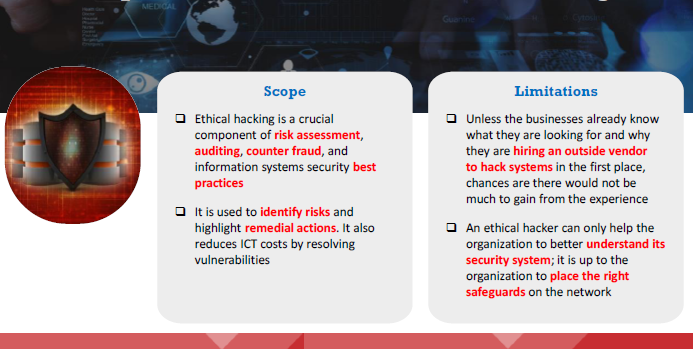 MEDICAL
Scope
❑ Ethical hacking is a crucial
component of risk assessment,
auditing, counter fraud, and
information systems security best
practices
❑ It is used to identify risks and
highlight remedial actions. It also
reduces ICT costs by resolving
vulnerabilities
Limitations
❑ Unless the businesses already know
what they are looking for and why
they are hiring an outside vendor
to hack systems in the first place,
chances are there would not be
much to gain from the experience
❑ An ethical hacker can only help the
organization to better understand its
security system; it is up to the
organization to place the right
safeguards on the network